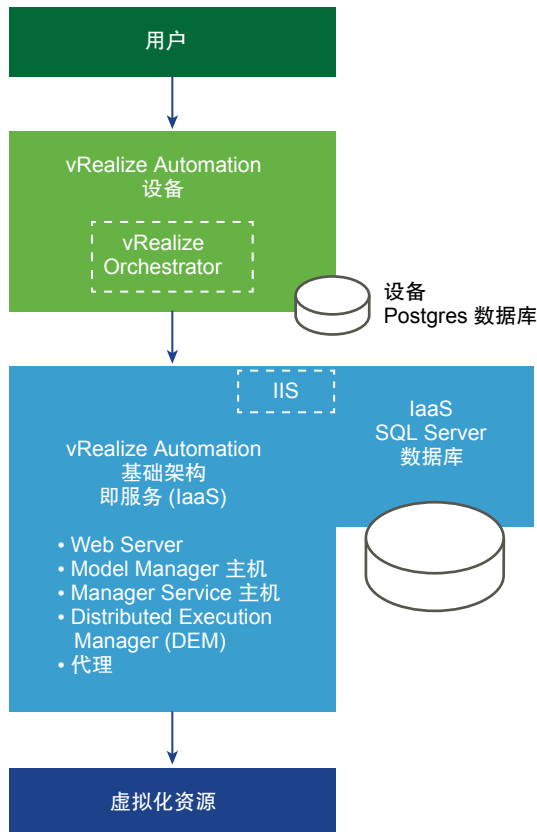 用户
vRealize Automation
设备
vRealize
Orchestrator
设备
Postgres 数据库
IIS
IaaS
SQL Server
数据库
vRealize Automation
基础架构
即服务 (IaaS)
• Web Server
• Model Manager 主机
• Manager Service 主机
• Distributed Execution
Manager (DEM)
• 代理
虚拟化资源